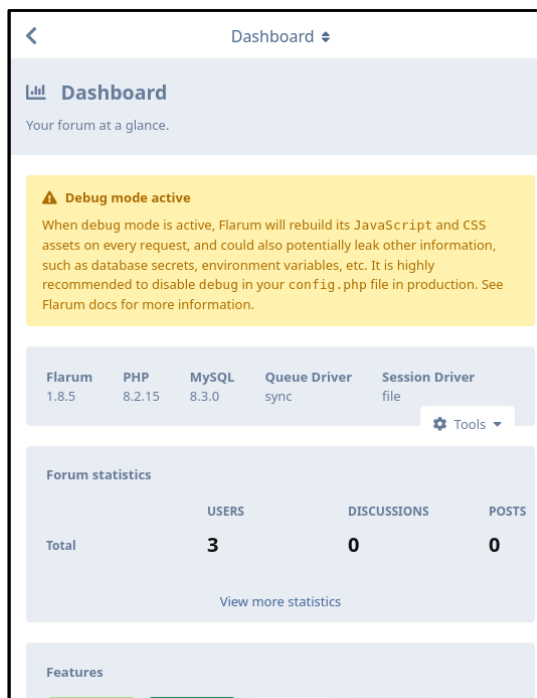 Dashboard
Dashboard
Your forum at a glance.
Debug mode active
When debug mode is active, Flarum will rebuild its JavaScript and CSS
assets on every request, and could also potentially leak other information,
such as database secrets, environment variables, etc. It is highly
recommended to disable debug in your config.php file in production. See
Flarum docs for more information.
Flarum PHP MySQL Queue Driver Session Driver
1.8.5 8.2.15 8.3.0 sync file
Tools
Forum statistics
USERS DISCUSSIONS POSTS
Total 3 0 0
View more statistics
Features